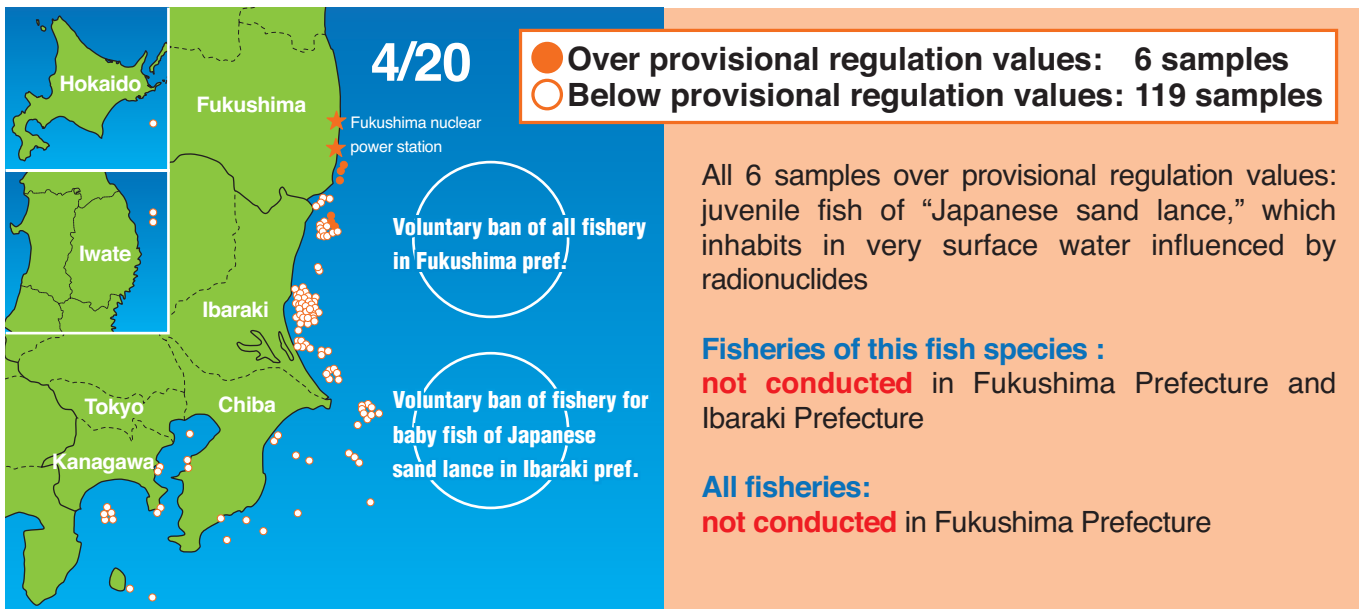 Hokaido
Iwate
4/20
Fukushima
Fukushima nuclear
power station
Voluntary ban of all fishery
in Fukushima pref.
Ibaraki
Tokyo
Chiba
Kanagawa
Voluntary ban of fishery for
baby fish of Japanese
sand lance in Ibaraki pref.
Over provisional regulation values: 6 samples
Below provisional regulation values: 119 samples
All 6 samples over provisional regulation values:
juvenile fish of “Japanese sand lance,” which
inhabits in very surface water influenced by
radionuclides
Fisheries of this fish species :
not conducted in Fukushima Prefecture and
Ibaraki Prefecture
All fisheries:
not conducted in Fukushima Prefecture